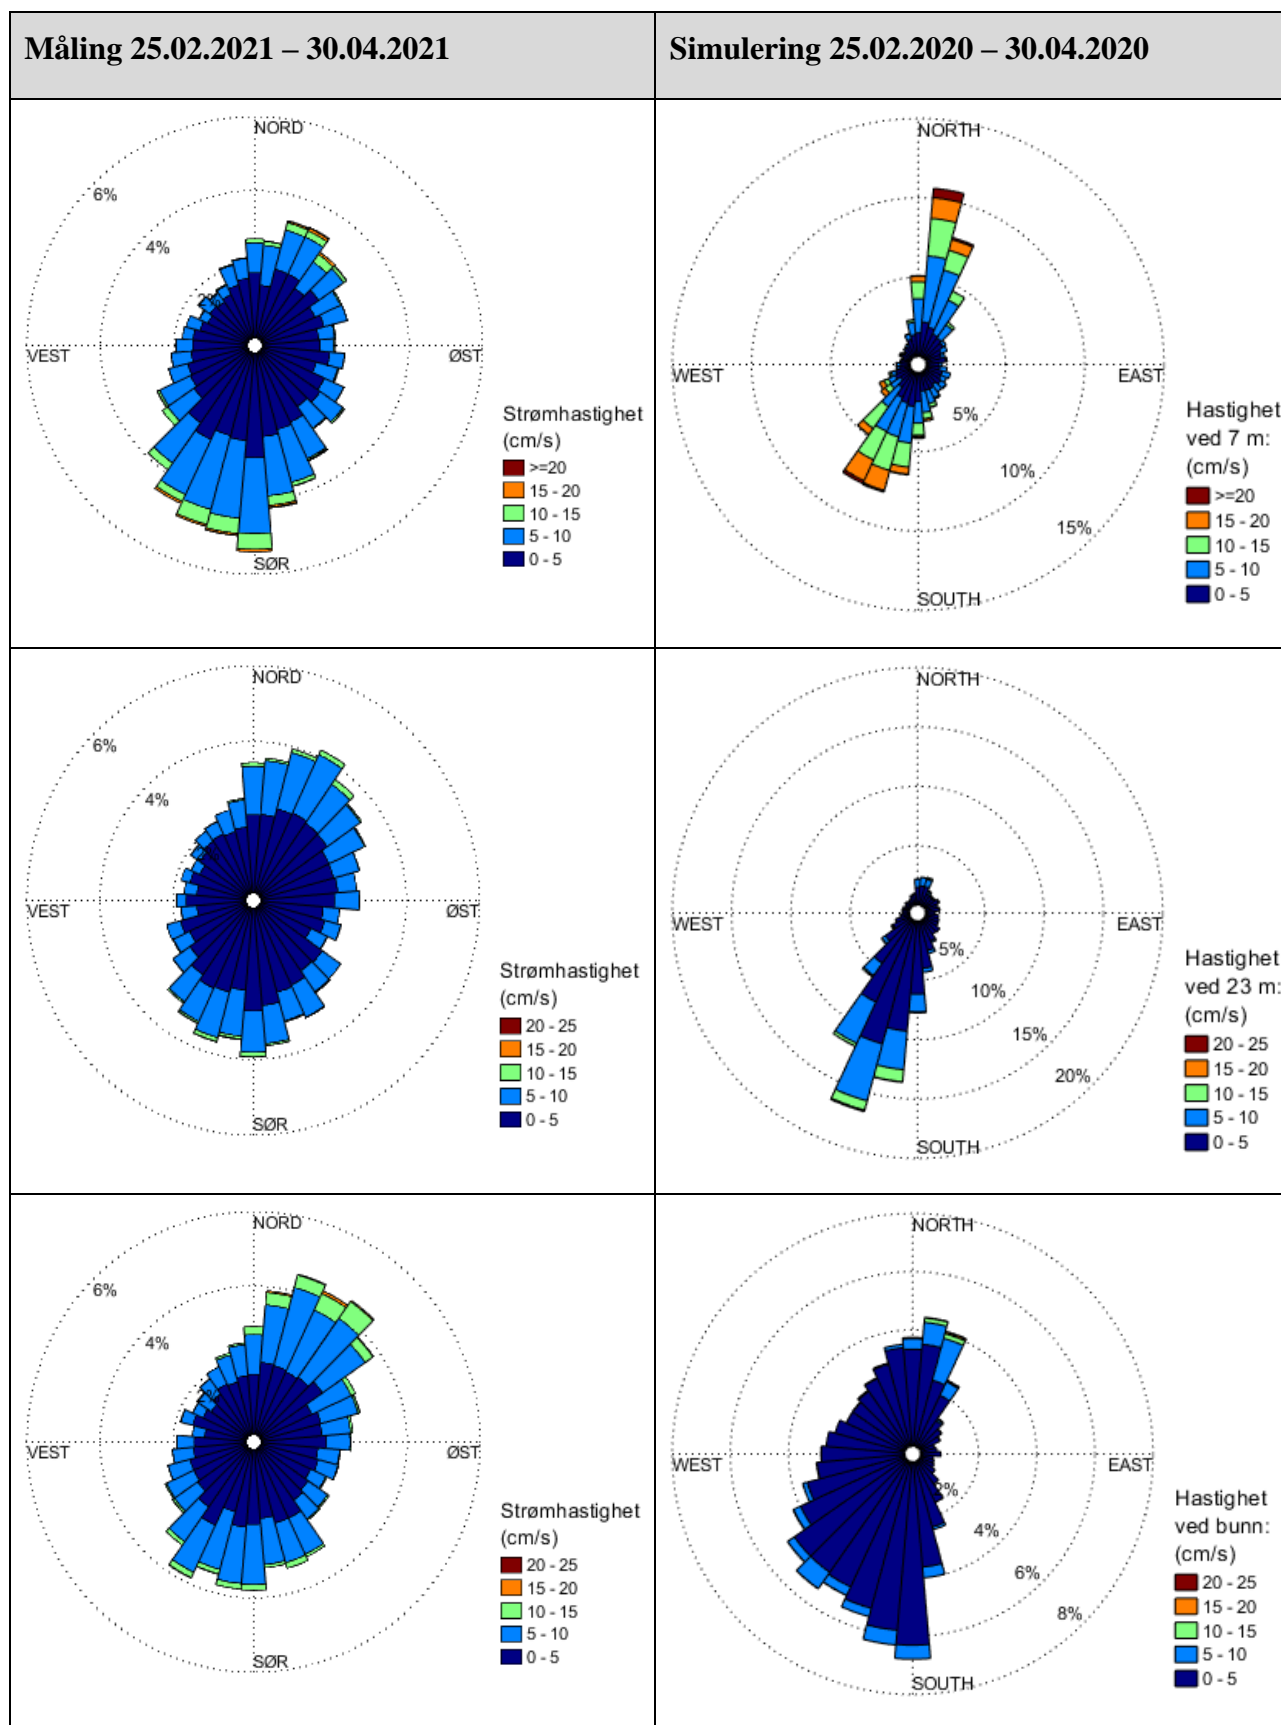 Måling 25.02.2021 – 30.04.2021
Simulering 25.02.2020 – 30.04.2020
NORD
6%
4%
2%
VEST
ØST
SØR
Strømhastighet
(cm/s)
>=20
15 - 20
10 - 15
5 - 10
0 - 5
NORTH
WEST
EAST
5%
10%
15%
SOUTH
Hastighet
ved 7 m:
(cm/s)
>=20
15 - 20
10 - 15
5 - 10
0 - 5
NORD
6%
4%
VEST
ØST
SØR
Strømhastighet
(cm/s)
20 - 25
15 - 20
10 - 15
5 - 10
0 - 5
NORTH
WEST
EAST
5%
10%
15%
20%
SOUTH
Hastighet
ved 23 m:
(cm/s)
20 - 25
15 - 20
10 - 15
5 - 10
0 - 5
NORD
6%
4%
VEST
ØST
SØR
Strømhastighet
(cm/s)
20 - 25
15 - 20
10 - 15
5 - 10
0 - 5
NORTH
WEST
EAST
2%
4%
6%
8%
SOUTH
Hastighet
ved bunn:
(cm/s)
20 - 25
15 - 20
10 - 15
5 - 10
0 - 5